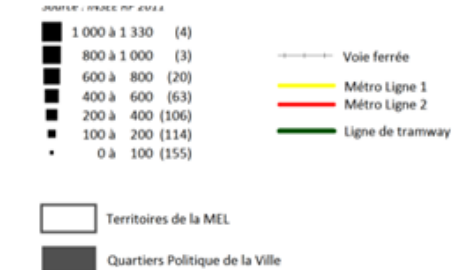 Source : INSEE RP 2011
1 000 à 1 330 (4)
800 à 1 000 (3)
600 à 800 (20)
400 à 600 (63)
200 à 400 (106)
100 à 200 (114)
0 à 100 (155)
Voie ferrée
Métro Ligne 1
Métro Ligne 2
Ligne de tramway
Territoires de la MEL
Quartiers Politique de la Ville